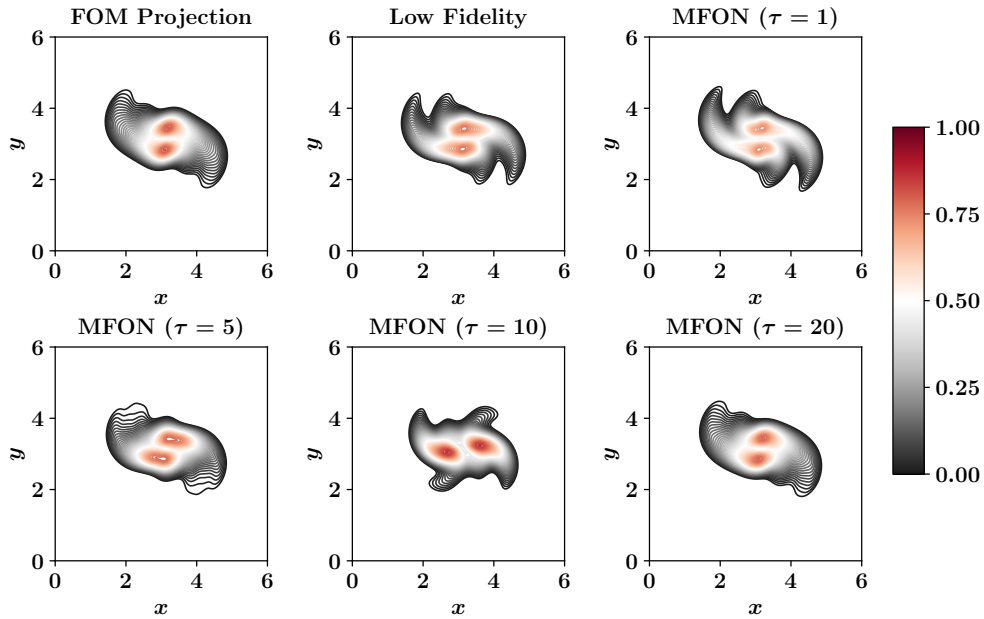 FOM Projection
Low Fidelity
MFON (τ = 1)
6
4
y
2
0
0 2 4 6
x
6
4
y
2
0
0 2 4 6
x
6
4
y
2
0
0 2 4 6
x
MFON (τ = 5)
MFON (τ = 10)
MFON (τ = 20)
6
4
y
2
0
0 2 4 6
x
6
4
y
2
0
0 2 4 6
x
6
4
y
2
0
0 2 4 6
x
1.00
0.75
0.50
0.25
0.00